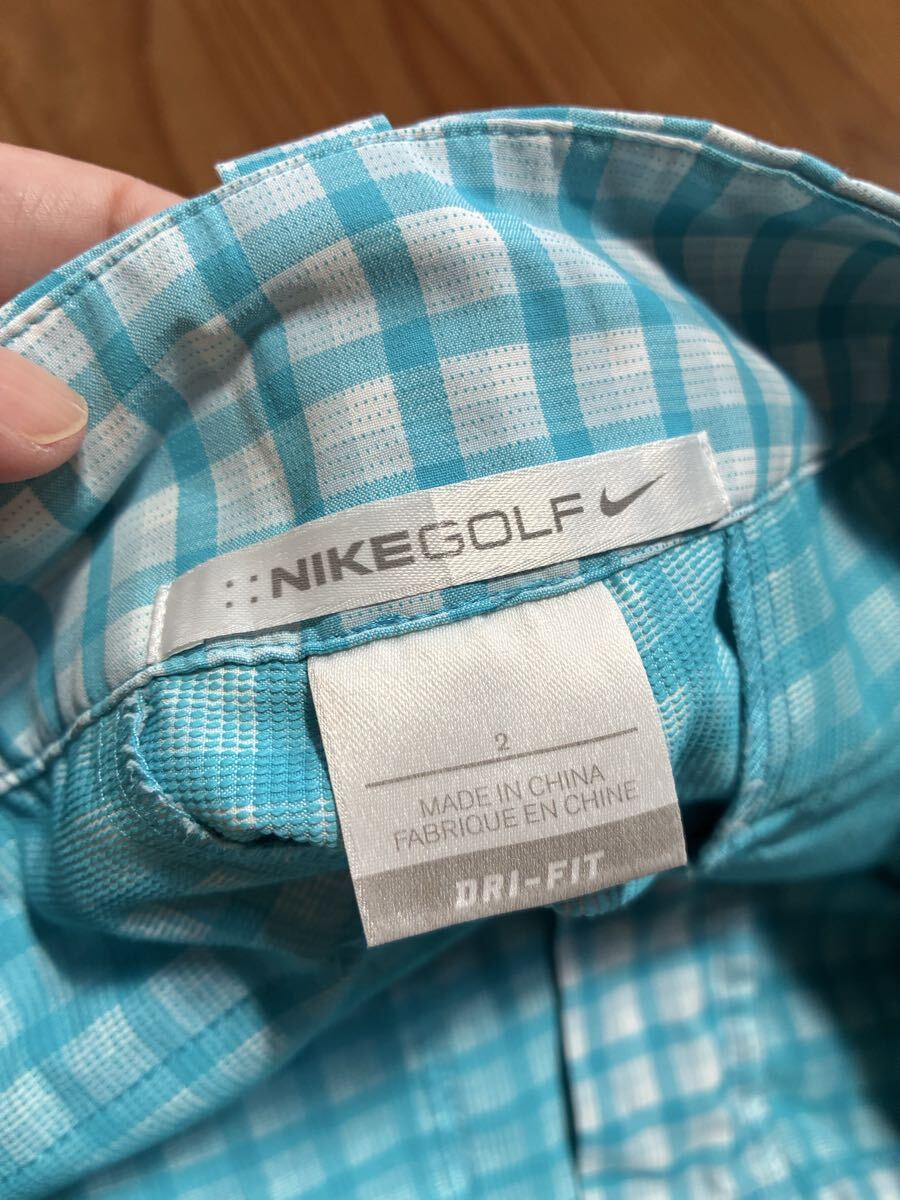 NIKEGOLF
2
MADE IN CHINA
FABRIQUE EN CHINE
DRI-FIT